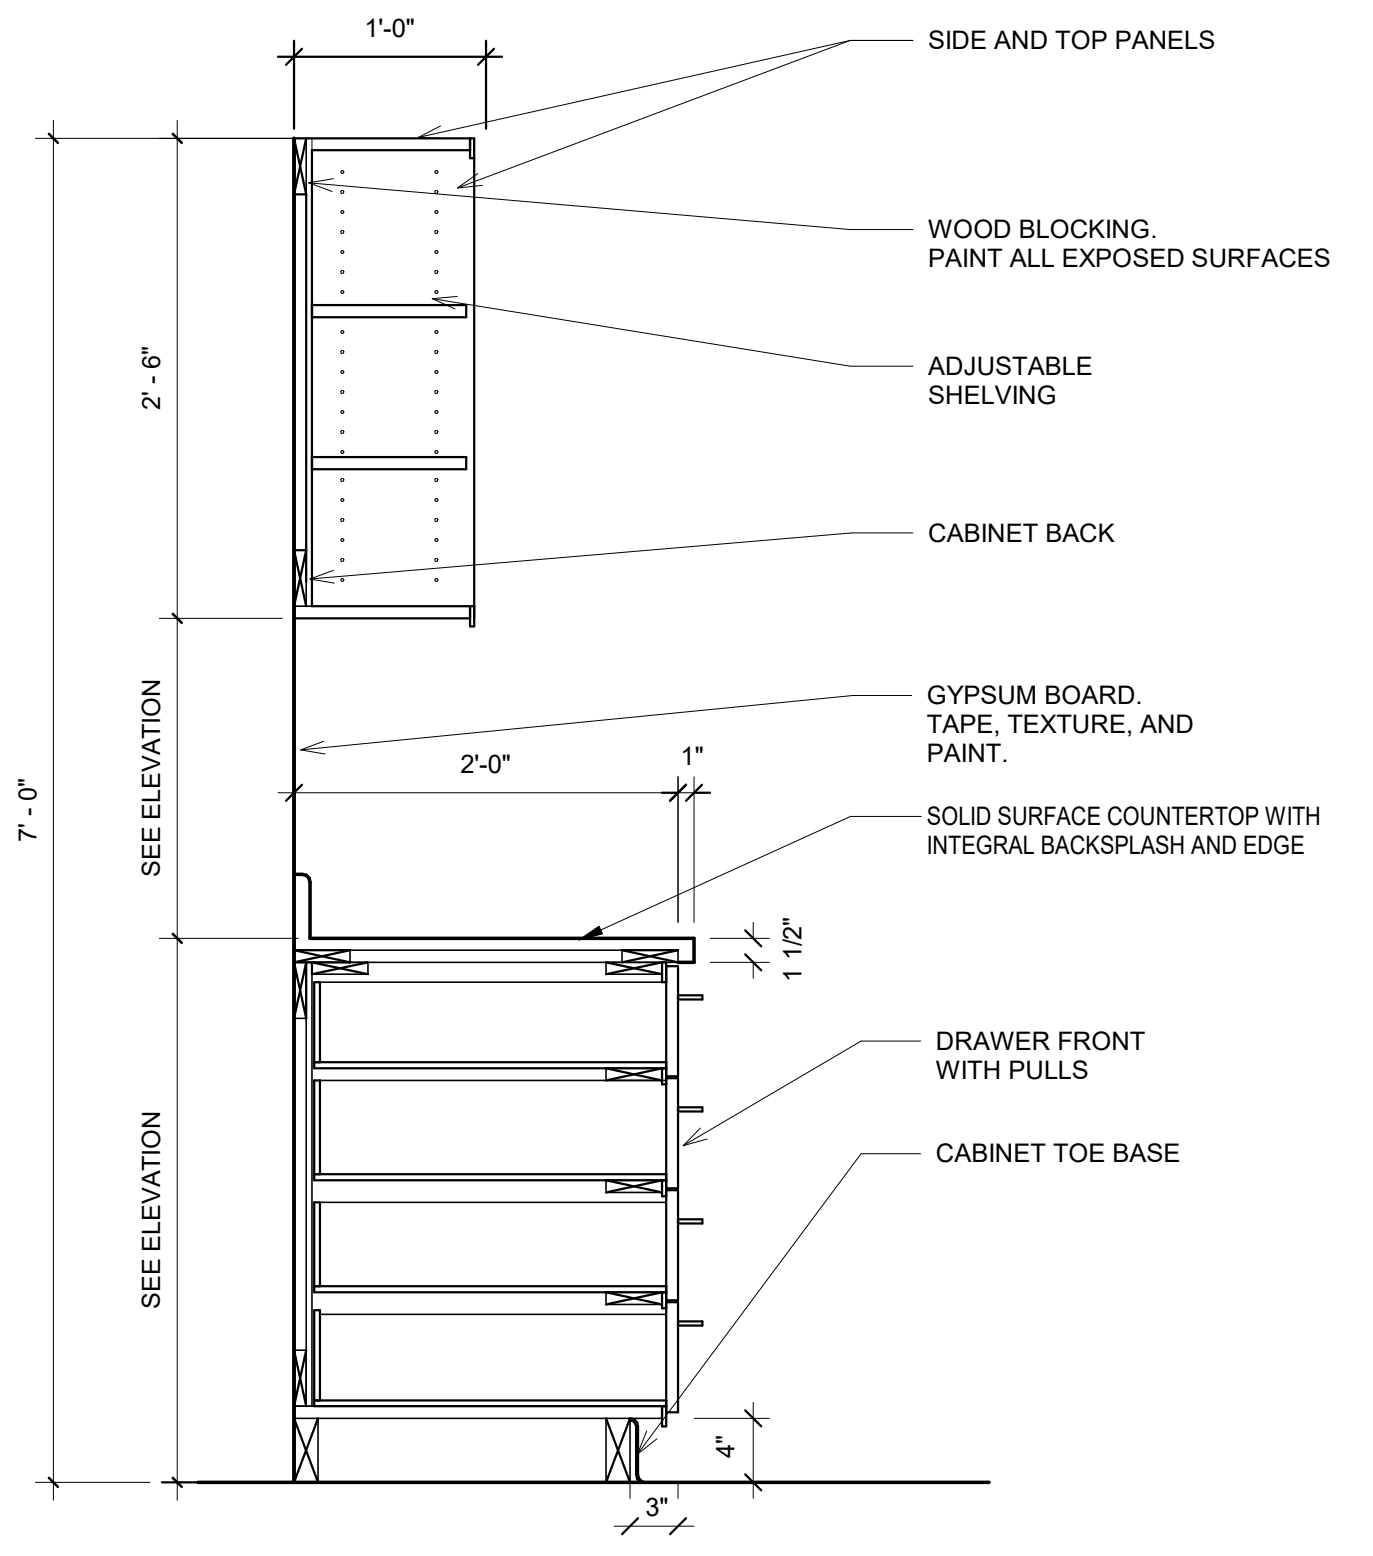 1'-0"
SIDE AND TOP PANELS
WOOD BLOCKING.
PAINT ALL EXPOSED SURFACES
2' - 6"
ADJUSTABLE
SHELVING
CABINET BACK
SEE ELEVATION
GYPSUM BOARD.
TAPE, TEXTURE, AND
PAINT.
2'-0"
1"
7' - 0"
SOLID SURFACE COUNTERTOP WITH
INTEGRAL BACKSPLASH AND EDGE
1 1/2"
DRAWER FRONT
WITH PULLS
SEE ELEVATION
CABINET TOE BASE
4"
3"